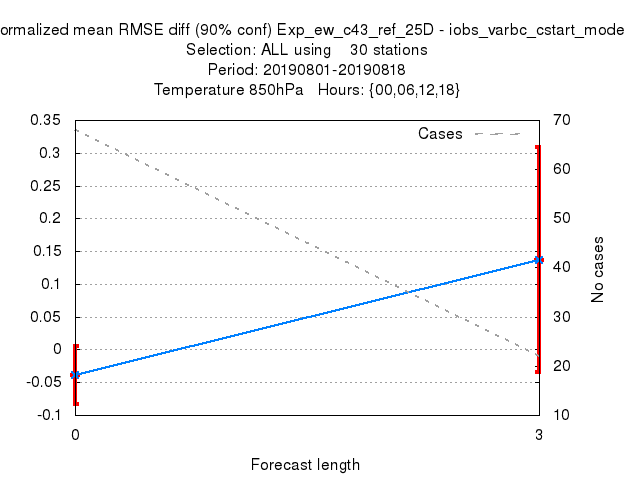 ormalized mean RMSE diff (90% conf) Exp_ew_c43_ref_25D - iobs_varbc_cstart_mode
Selection: ALL using 30 stations
Period: 20190801-20190818
Temperature 850hPa Hours: {00,06,12,18}
0.35
0.3
0.25
0.2
0.15
0.1
0.05
0
-0.05
-0.1
Cases
70
60
50
40
30
20
10
No cases
0 3
Forecast length